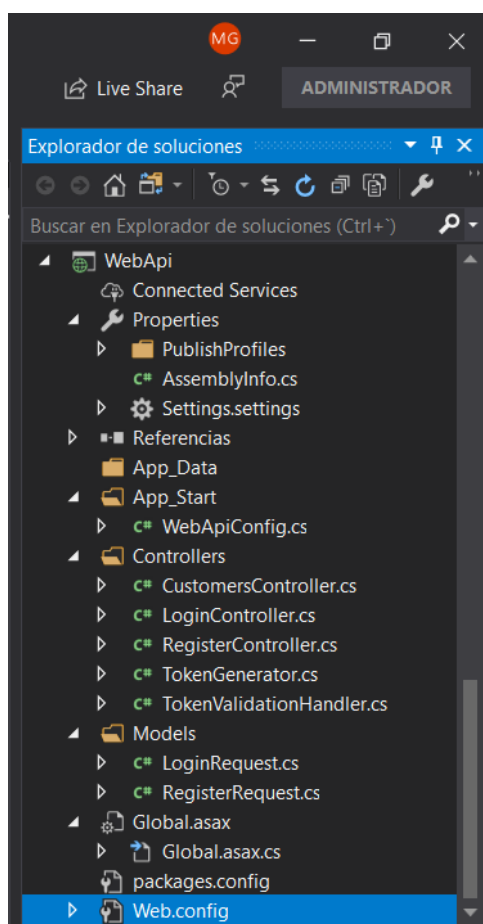 MG
Live Share
ADMINISTRADOR
Explorador de soluciones
Buscar en Explorador de soluciones (Ctrl+`)
WebApi
Connected Services
Properties
PublishProfiles
C# AssemblyInfo.cs
Settings.settings
Referencias
App_Data
App_Start
C# WebApiConfig.cs
Controllers
C# CustomersController.cs
C# LoginController.cs
C# RegisterController.cs
C# TokenGenerator.cs
C# TokenValidationHandler.cs
Models
C# LoginRequest.cs
C# RegisterRequest.cs
Global.asax
Global.asax.cs
packages.config
Web.config